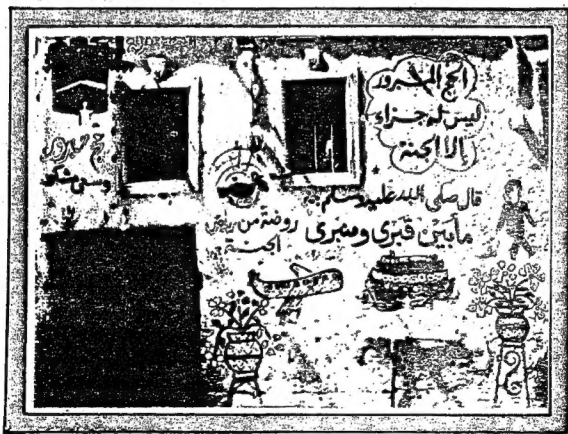 الحج المبرور
ليس له جزاء
إلا الجنة
حج مبرور
وسعي مشكور
قال صلى الله عليه وسلم
ما بين قبري ومنبري
روضة من رياض
الجنة